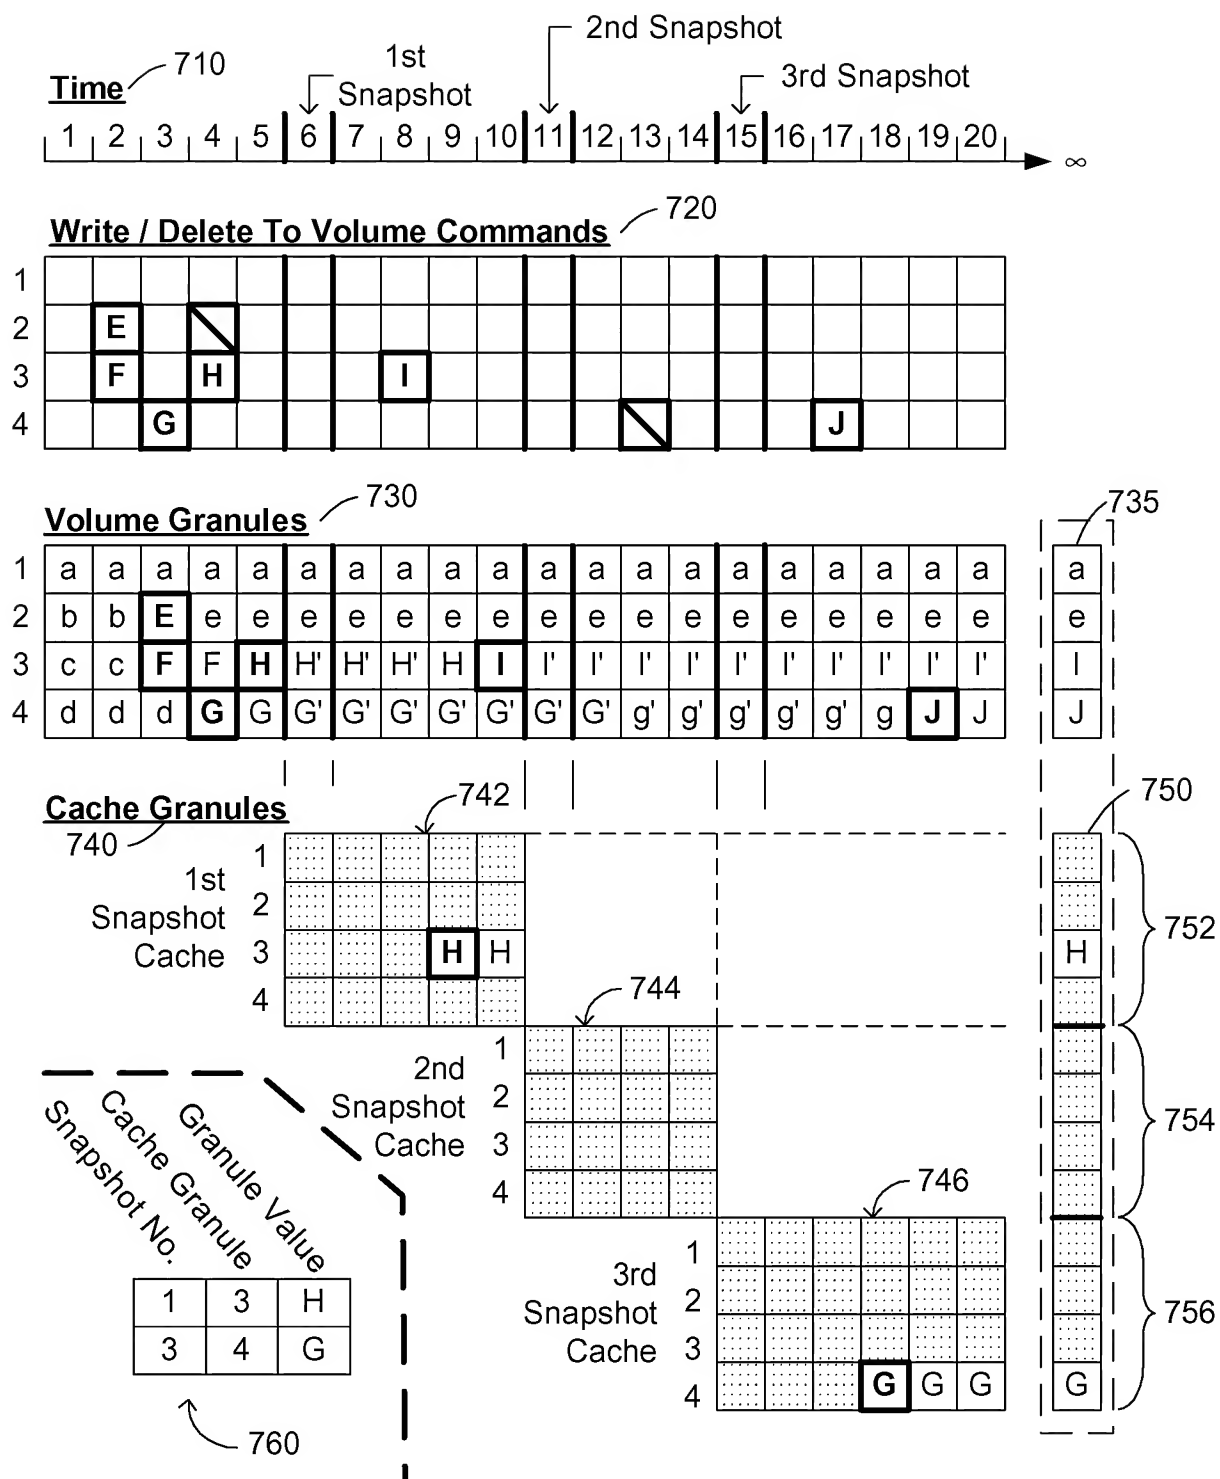 2nd Snapshot
710
1st
Snapshot
3rd Snapshot
Time
1 2 3 4 5 6 7 8 9 10 11 12 13 14 15 16 17 18 19 20 ∞
720
Write / Delete To Volume Commands
1
2 E
3 F H I
4 G J
730
735
Volume Granules
1 a a a a a a a a a a a a a a a a a a a a a
2 b b E e e e e e e e e e e e e e e e e e e
3 c c F F H H' H' H' H I I' I' I' I' I' I' I' I' I' I' I
4 d d d G G G' G' G' G' G' G' G' g' g' g' g' g' g J J J
Cache Granules
740
742
750
1st
Snapshot
Cache
1
2
3 H H H
4
752
744
2nd
Snapshot
Cache
1
2
3
4
754
746
3rd
Snapshot
Cache
1
2
3
4 G G G G
756
Snapshot No.
Cache Granule
Granule Value
1 3 H
3 4 G
760